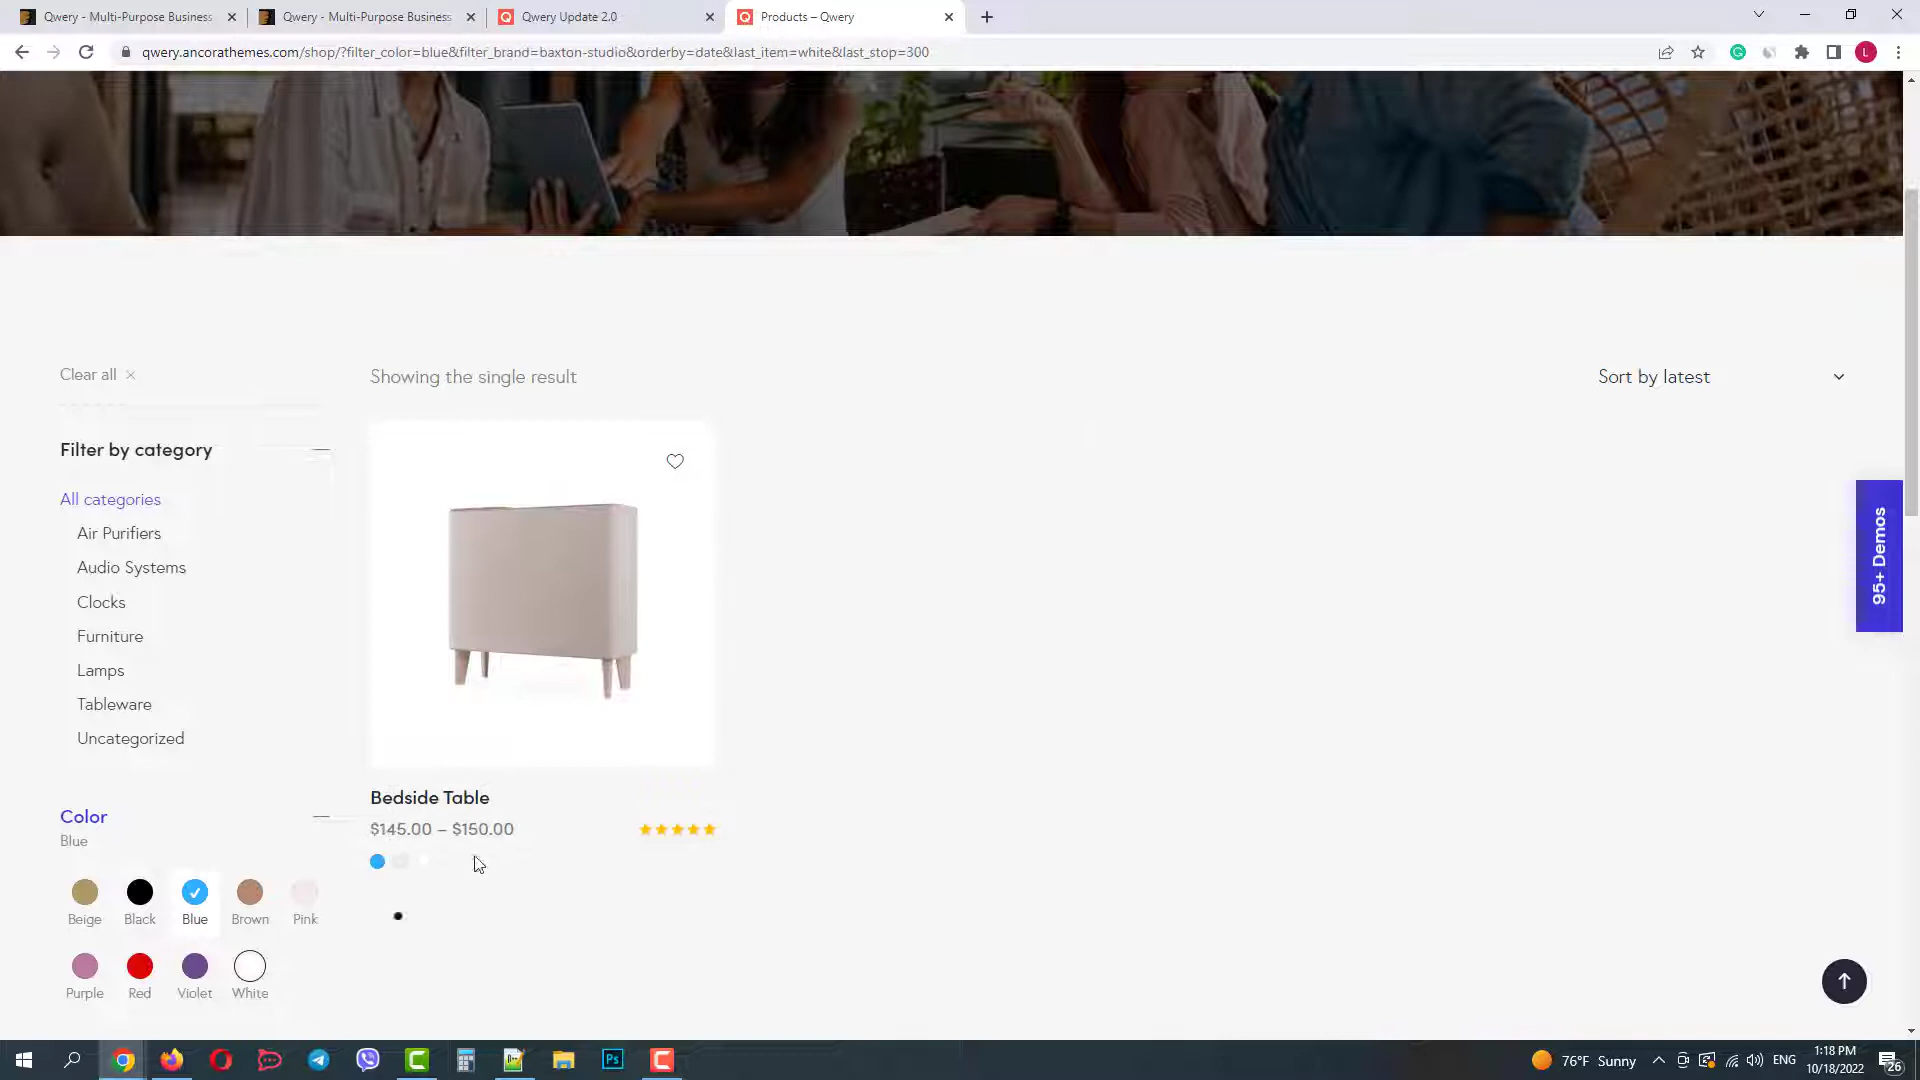 Qwery - Multi-Purpose Business
Qwery - Multi-Purpose Business
Qwery Update 2.0
Products – Qwery
qwery.ancorathemes.com/shop/?filter_color=blue&filter_brand=baxton-studio&orderby=date&last_item=white&last_stop=300
L
Clear all
Showing the single result
Sort by latest
Filter by category
All categories
Air Purifiers
Audio Systems
Clocks
Furniture
Lamps
Tableware
Uncategorized
95+ Demos
Bedside Table
$145.00 – $150.00
Color
Blue
Beige
Black
Blue
Brown
Pink
Purple
Red
Violet
White
Ps
76°F Sunny
ENG
1:18 PM
10/18/2022
26